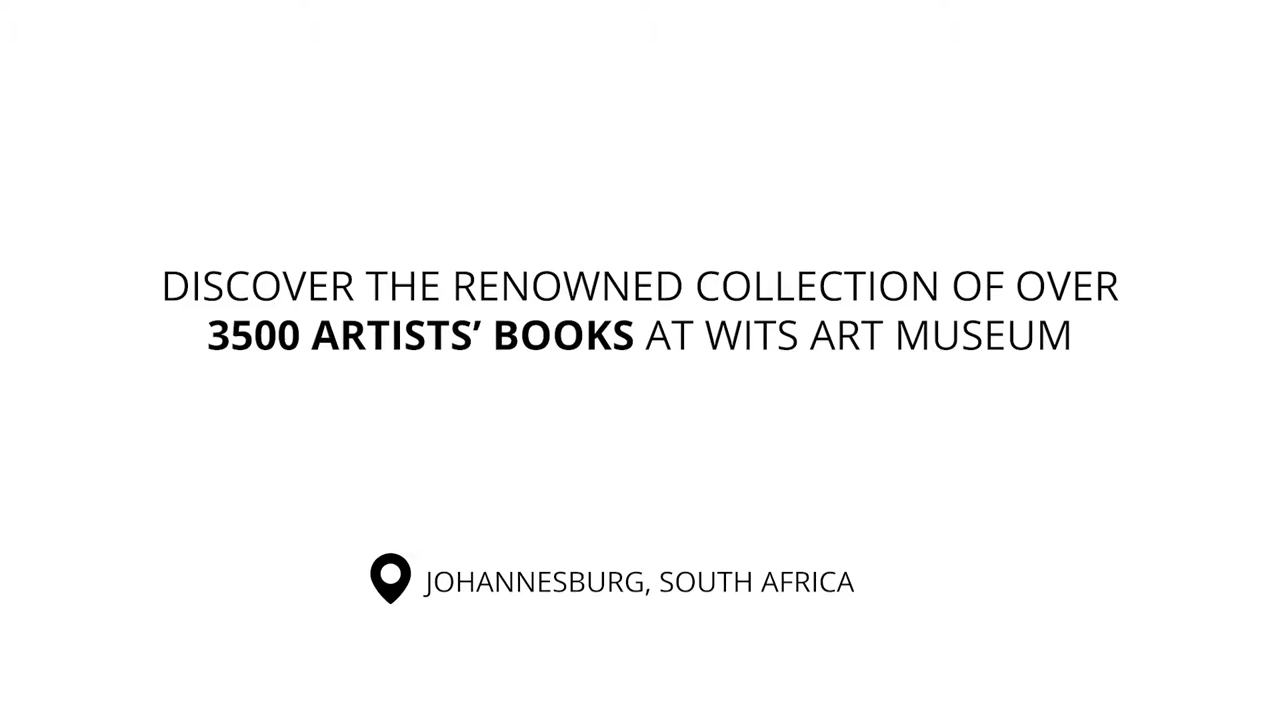 DISCOVER THE RENOWNED COLLECTION OF OVER
3500 ARTISTS’ BOOKS AT WITS ART MUSEUM
JOHANNESBURG, SOUTH AFRICA